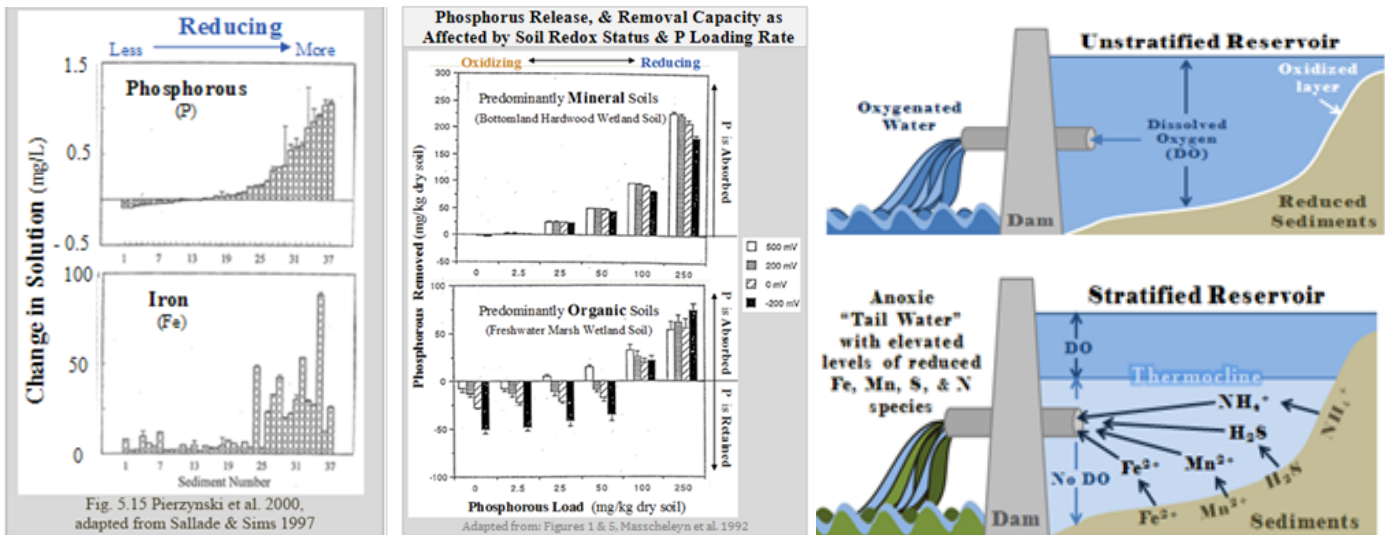 Reducing
Less More
Phosphorous
(P)
Change in Solution (mg/L)
1.5
0.5
- 0.5
1 7 13 19 25 31 37
Iron
(Fe)
100
50
0
1 7 13 19 25 31 37
Sediment Number
Fig. 5.15 Pierzynski et al. 2000,
adapted from Sallade & Sims 1997
Phosphorus Release, & Removal Capacity as
Affected by Soil Redox Status & P Loading Rate
Oxidizing Reducing
Phosphorous Removed (mg/kg dry soil)
300
250
200
150
100
50
0
-50
Predominantly Mineral Soils
(Bottomland Hardwood Wetland Soil)
P is Absorbed
0 2.5 25 50 100 250
500 mV
200 mV
0 mV
-200 mV
100
50
0
-50
-100
Predominantly Organic Soils
(Freshwater Marsh Wetland Soil)
P is Absorbed
P is Retained
0 2.5 25 50 100 250
Phosphorous Load (mg/kg dry soil)
Adapted from: Figures 1 & 5, Masscheleyn et al. 1992
Unstratified Reservoir
Oxidized
layer
Oxygenated
Water
Dissolved
Oxygen
(DO)
Dam
Reduced
Sediments
Stratified Reservoir
Anoxic
"Tail Water"
with elevated
levels of reduced
Fe, Mn, S, & N
species
DO
Thermocline
NH₄⁺
NH₄⁺
H₂S
H₂S
Fe²⁺
Mn²⁺
No DO
Fe²⁺
Mn²⁺
Dam
Sediments